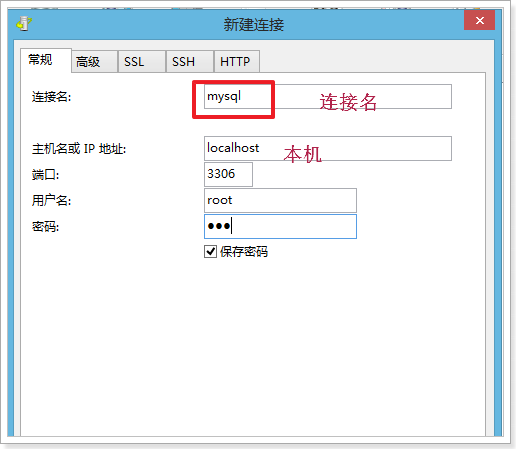 新建连接
常规 高级 SSL SSH HTTP
连接名: mysql 连接名
主机名或 IP 地址: localhost 本机
端口: 3306
用户名: root
密码: ●●●
保存密码